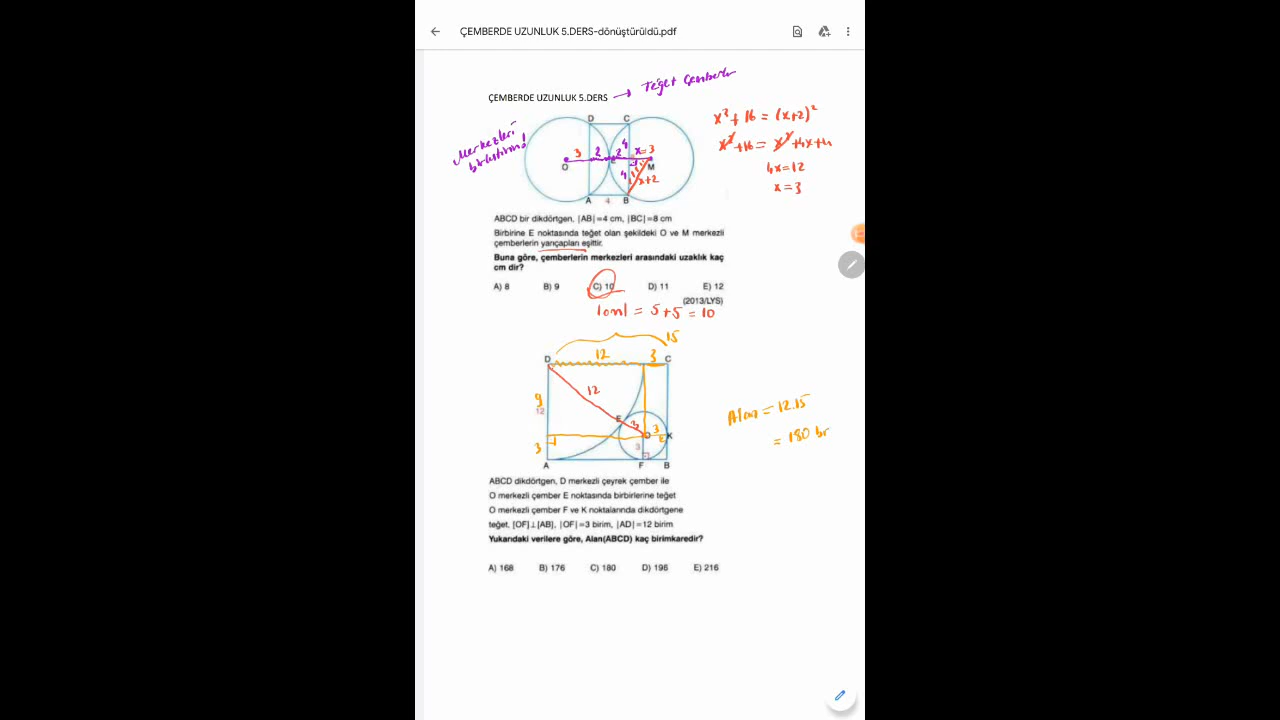 ÇEMBERDE UZUNLUK 5.DERS-dönüştürüldü.pdf
ÇEMBERDE UZUNLUK 5.DERS → Teğet Çemberler
Merkezleri
birleştirme!
D C
3 2 2 4 x=3
O E M
4 x+2
A 4 B
x²+16 = (x+2)²
x²+16 = x²+4x+4
4x=12
x=3
ABCD bir dikdörtgen, |AB|=4 cm, |BC|=8 cm
Birbirine E noktasında teğet olan şekildeki O ve M merkezli
çemberlerin yarıçapları eşittir.
Buna göre, çemberlerin merkezleri arasındaki uzaklık kaç
cm dir?
A) 8 B) 9 C) 10 D) 11 E) 12
(2013/LYS)
|OM| = 5+5 = 10
15
D 12 3 C
9 12
12
E 3 O 3 K
3 3
A F B
Alan = 12.15
= 180 br
ABCD dikdörtgen, D merkezli çeyrek çember ile
O merkezli çember E noktasında birbirlerine teğet
O merkezli çember F ve K noktalarında dikdörtgene
teğet, [OF]⊥[AB], |OF|=3 birim, |AD|=12 birim
Yukarıdaki verilere göre, Alan(ABCD) kaç birimkaredir?
A) 168 B) 176 C) 180 D) 196 E) 216